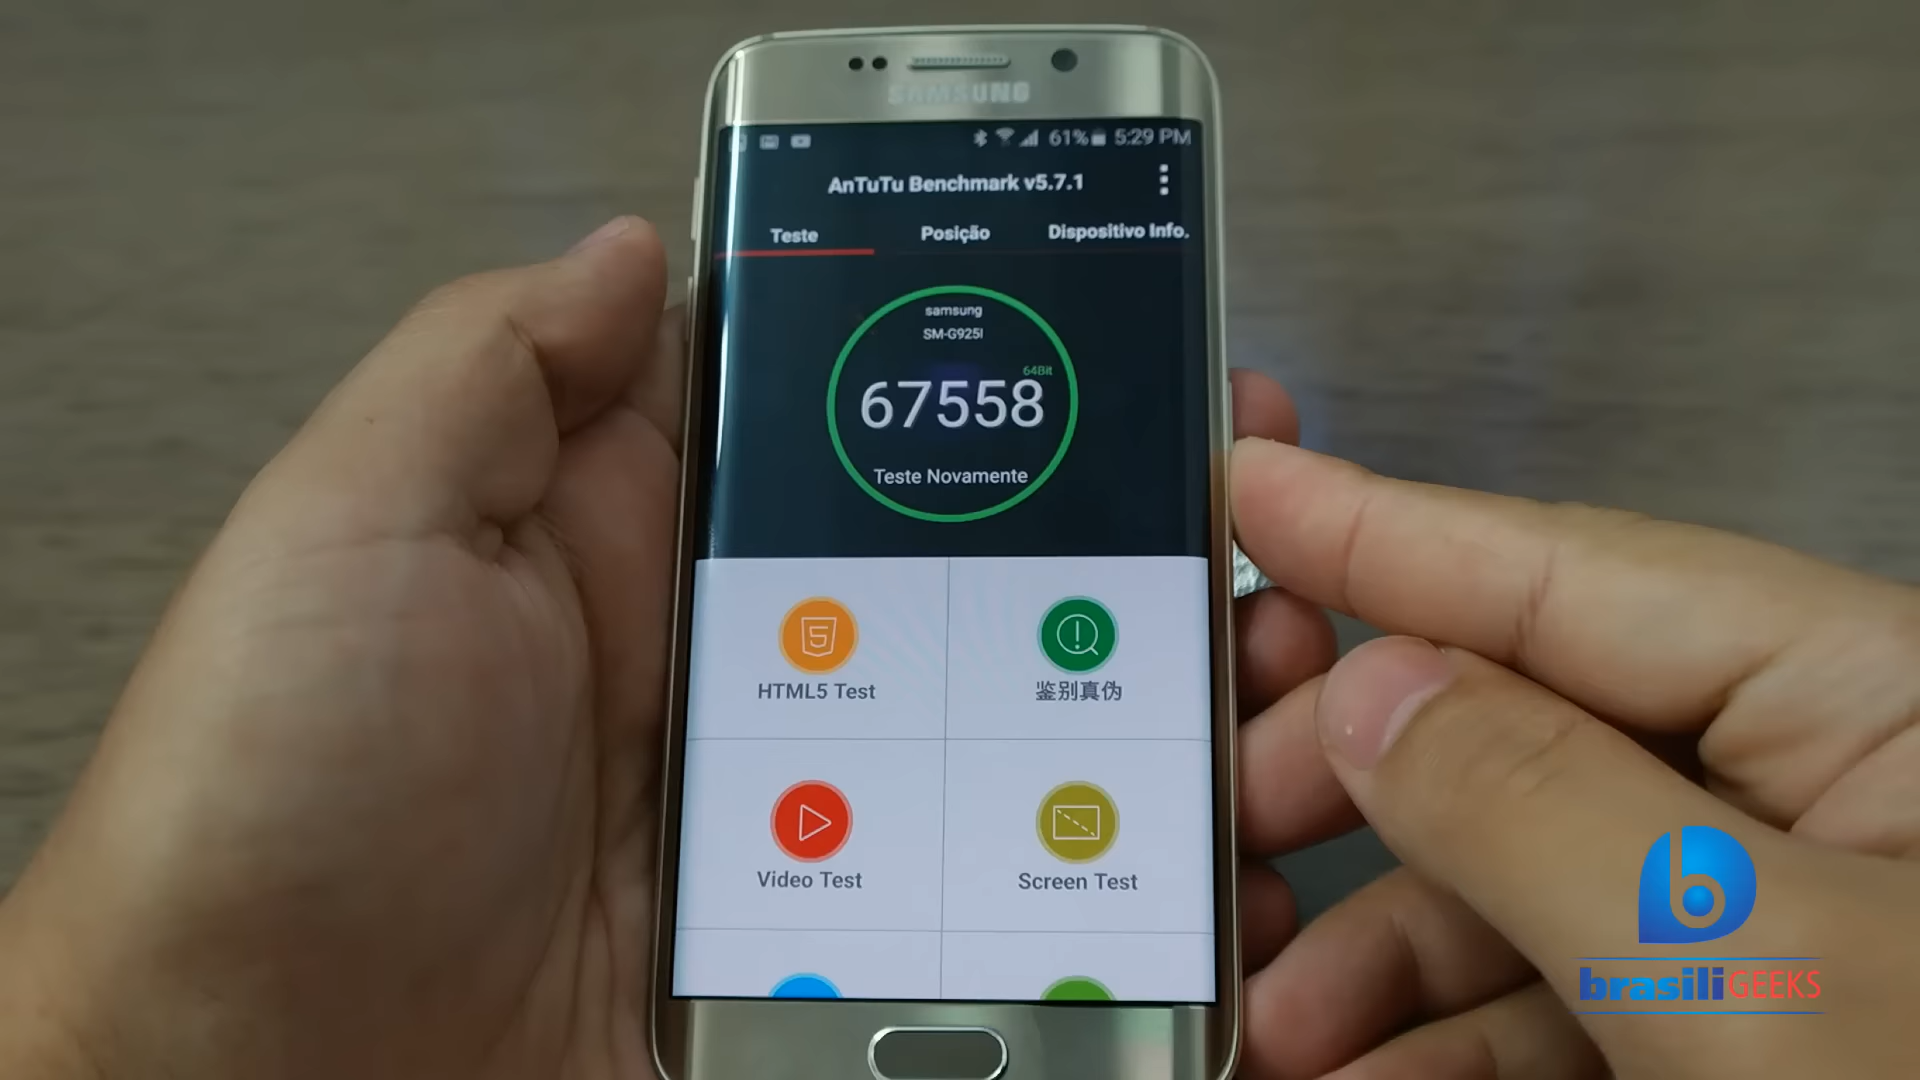 SAMSUNG
61% 5:29 PM
AnTuTu Benchmark v5.7.1
Teste Posição Dispositivo Info.
samsung
SM-G925I
64Bit
67558
Teste Novamente
HTML5 Test
鉴别真伪
Video Test
Screen Test
b
brasiliGEEKS